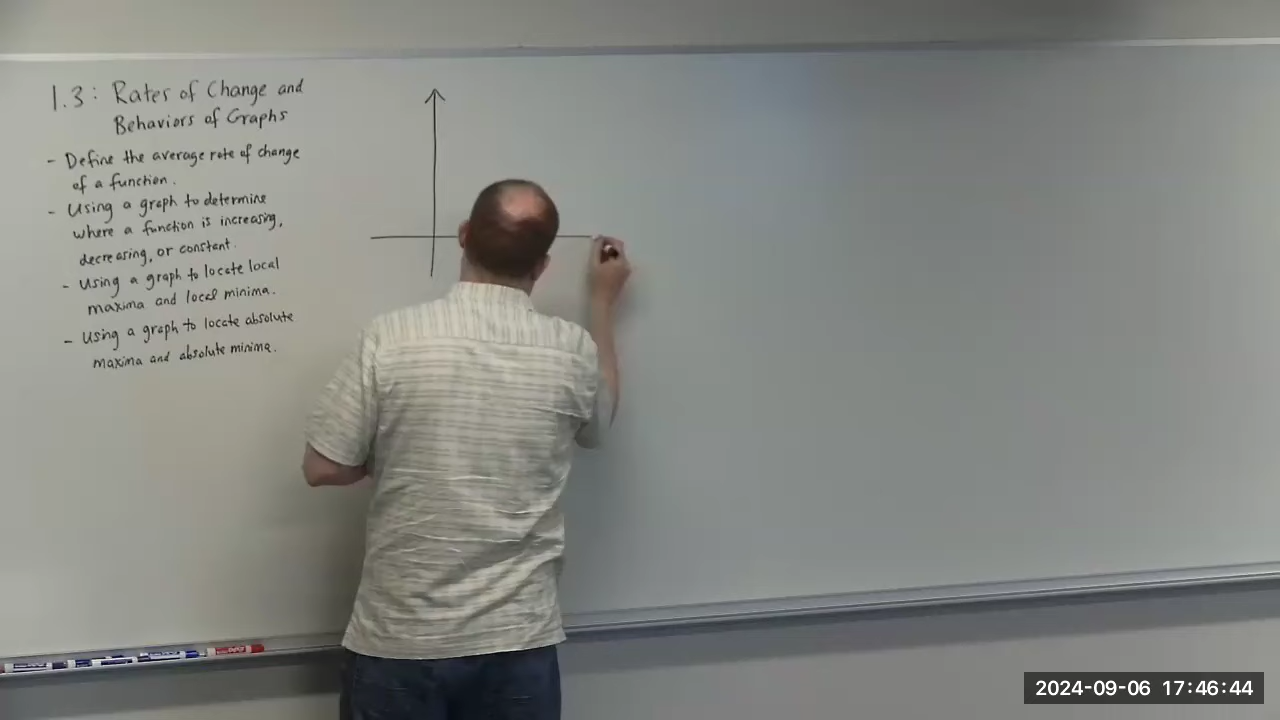 1.3: Rates of Change and
Behaviors of Graphs
- Define the average rate of change
of a function.
- Using a graph to determine
where a function is increasing,
decreasing, or constant.
- Using a graph to locate local
maxima and local minima.
- Using a graph to locate absolute
maxima and absolute minima.
2024-09-06 17:46:44